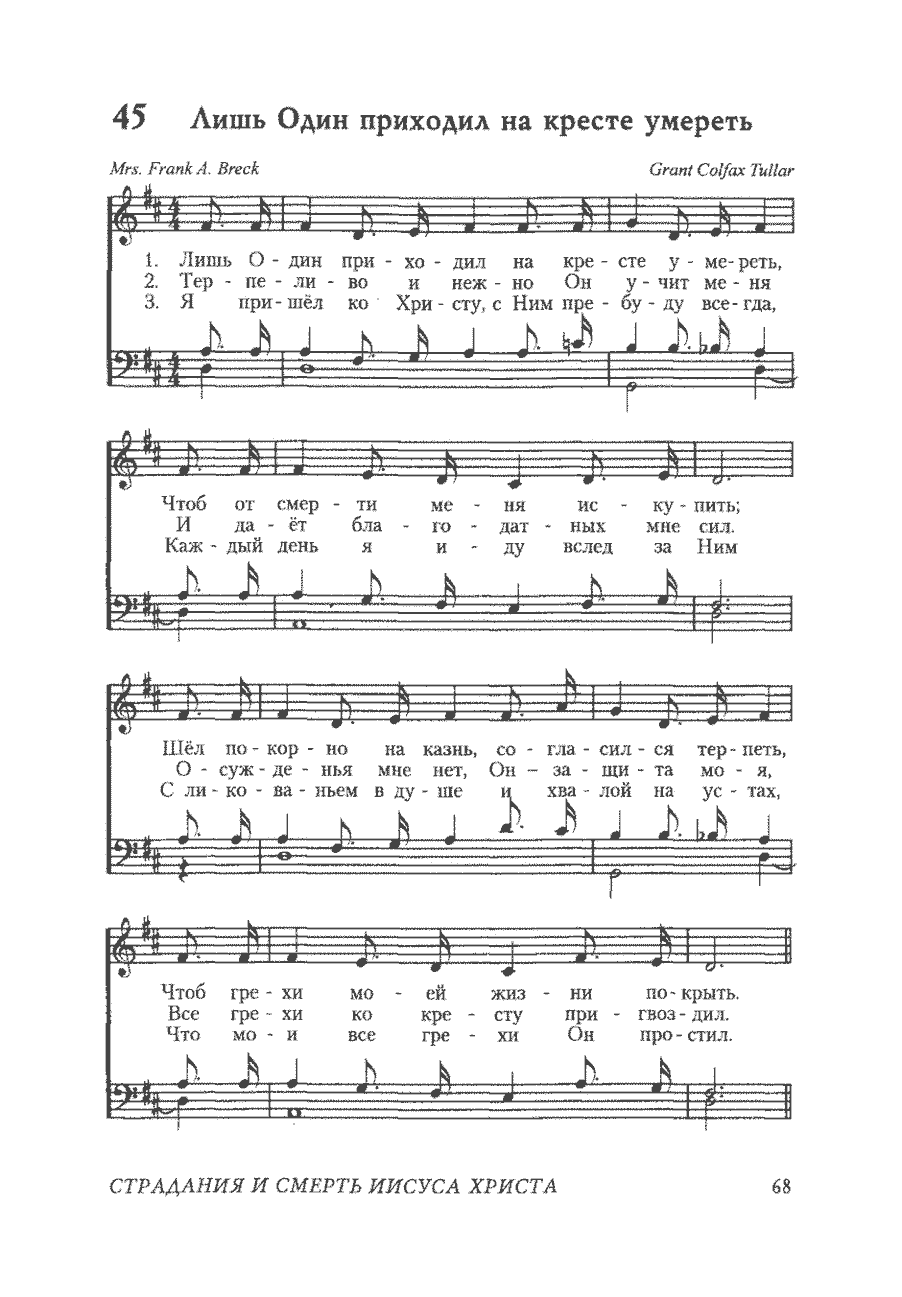 45 Лишь Один приходил на кресте умереть
Mrs. Frank A. Breck Grant Colfax Tullar
1. Лишь О - дин при - хо - дил на кре - сте у - ме - реть,
2. Тер - пе - ли - во и неж - но Он у - чит ме - ня
3. Я при - шёл ко Хри - сту, с Ним пре - бу - ду все - гда,
Чтоб от смер - ти ме - ня ис - ку - пить;
И да - ёт бла - го - дат - ных мне сил.
Каж - дый день я и - ду вслед за Ним
Шёл по - кор - но на казнь, со - гла - сил - ся тер - петь,
О - суж - де - нья мне нет, Он - за - щи - та мо - я,
С ли - ко - ва - ньем в ду - ше и хва - лой на ус - тах,
Чтоб гре - хи мо - ей жиз - ни по - крыть.
Все гре - хи ко кре - сту при - гвоз - дил.
Что мо - и все гре - хи Он про - стил.
СТРАДАНИЯ И СМЕРТЬ ИИСУСА ХРИСТА 68